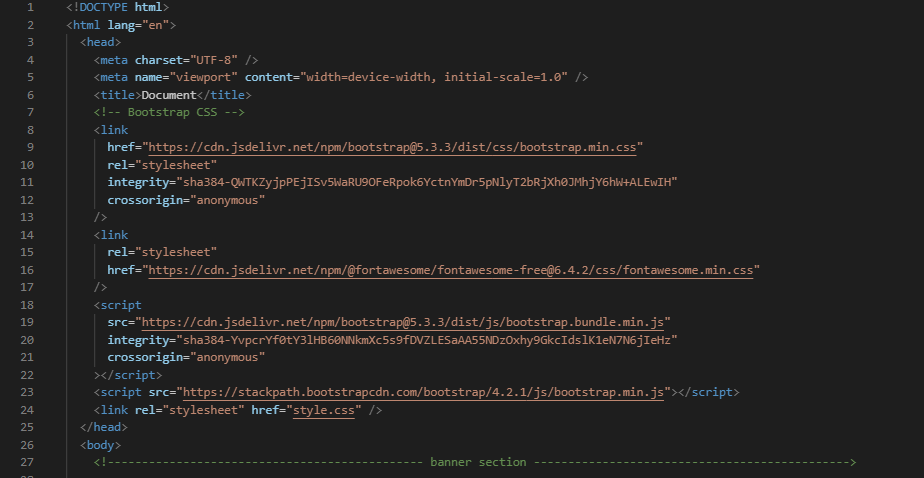 1 <!DOCTYPE html>
2 <html lang="en">
3 <head>
4 <meta charset="UTF-8" />
5 <meta name="viewport" content="width=device-width, initial-scale=1.0" />
6 <title>Document</title>
7 <!-- Bootstrap CSS -->
8 <link
9 href="https://cdn.jsdelivr.net/npm/bootstrap@5.3.3/dist/css/bootstrap.min.css"
10 rel="stylesheet"
11 integrity="sha384-QWTKZyjpPEjISv5WaRU9OFeRpok6YctnYmDr5pNlyT2bRjXh0JMhjY6hW+ALEwIH"
12 crossorigin="anonymous"
13 />
14 <link
15 rel="stylesheet"
16 href="https://cdn.jsdelivr.net/npm/@fortawesome/fontawesome-free@6.4.2/css/fontawesome.min.css"
17 />
18 <script
19 src="https://cdn.jsdelivr.net/npm/bootstrap@5.3.3/dist/js/bootstrap.bundle.min.js"
20 integrity="sha384-YvpcrYf0tY3lHB60NNkmXc5s9fDVZLESaAA55NDzOxhy9GkcIdslK1eN7N6jIeHz"
21 crossorigin="anonymous"
22 ></script>
23 <script src="https://stackpath.bootstrapcdn.com/bootstrap/4.2.1/js/bootstrap.min.js"></script>
24 <link rel="stylesheet" href="style.css" />
25 </head>
26 <body>
27 <!---------------------------------------------- banner section ---------------------------------------------->